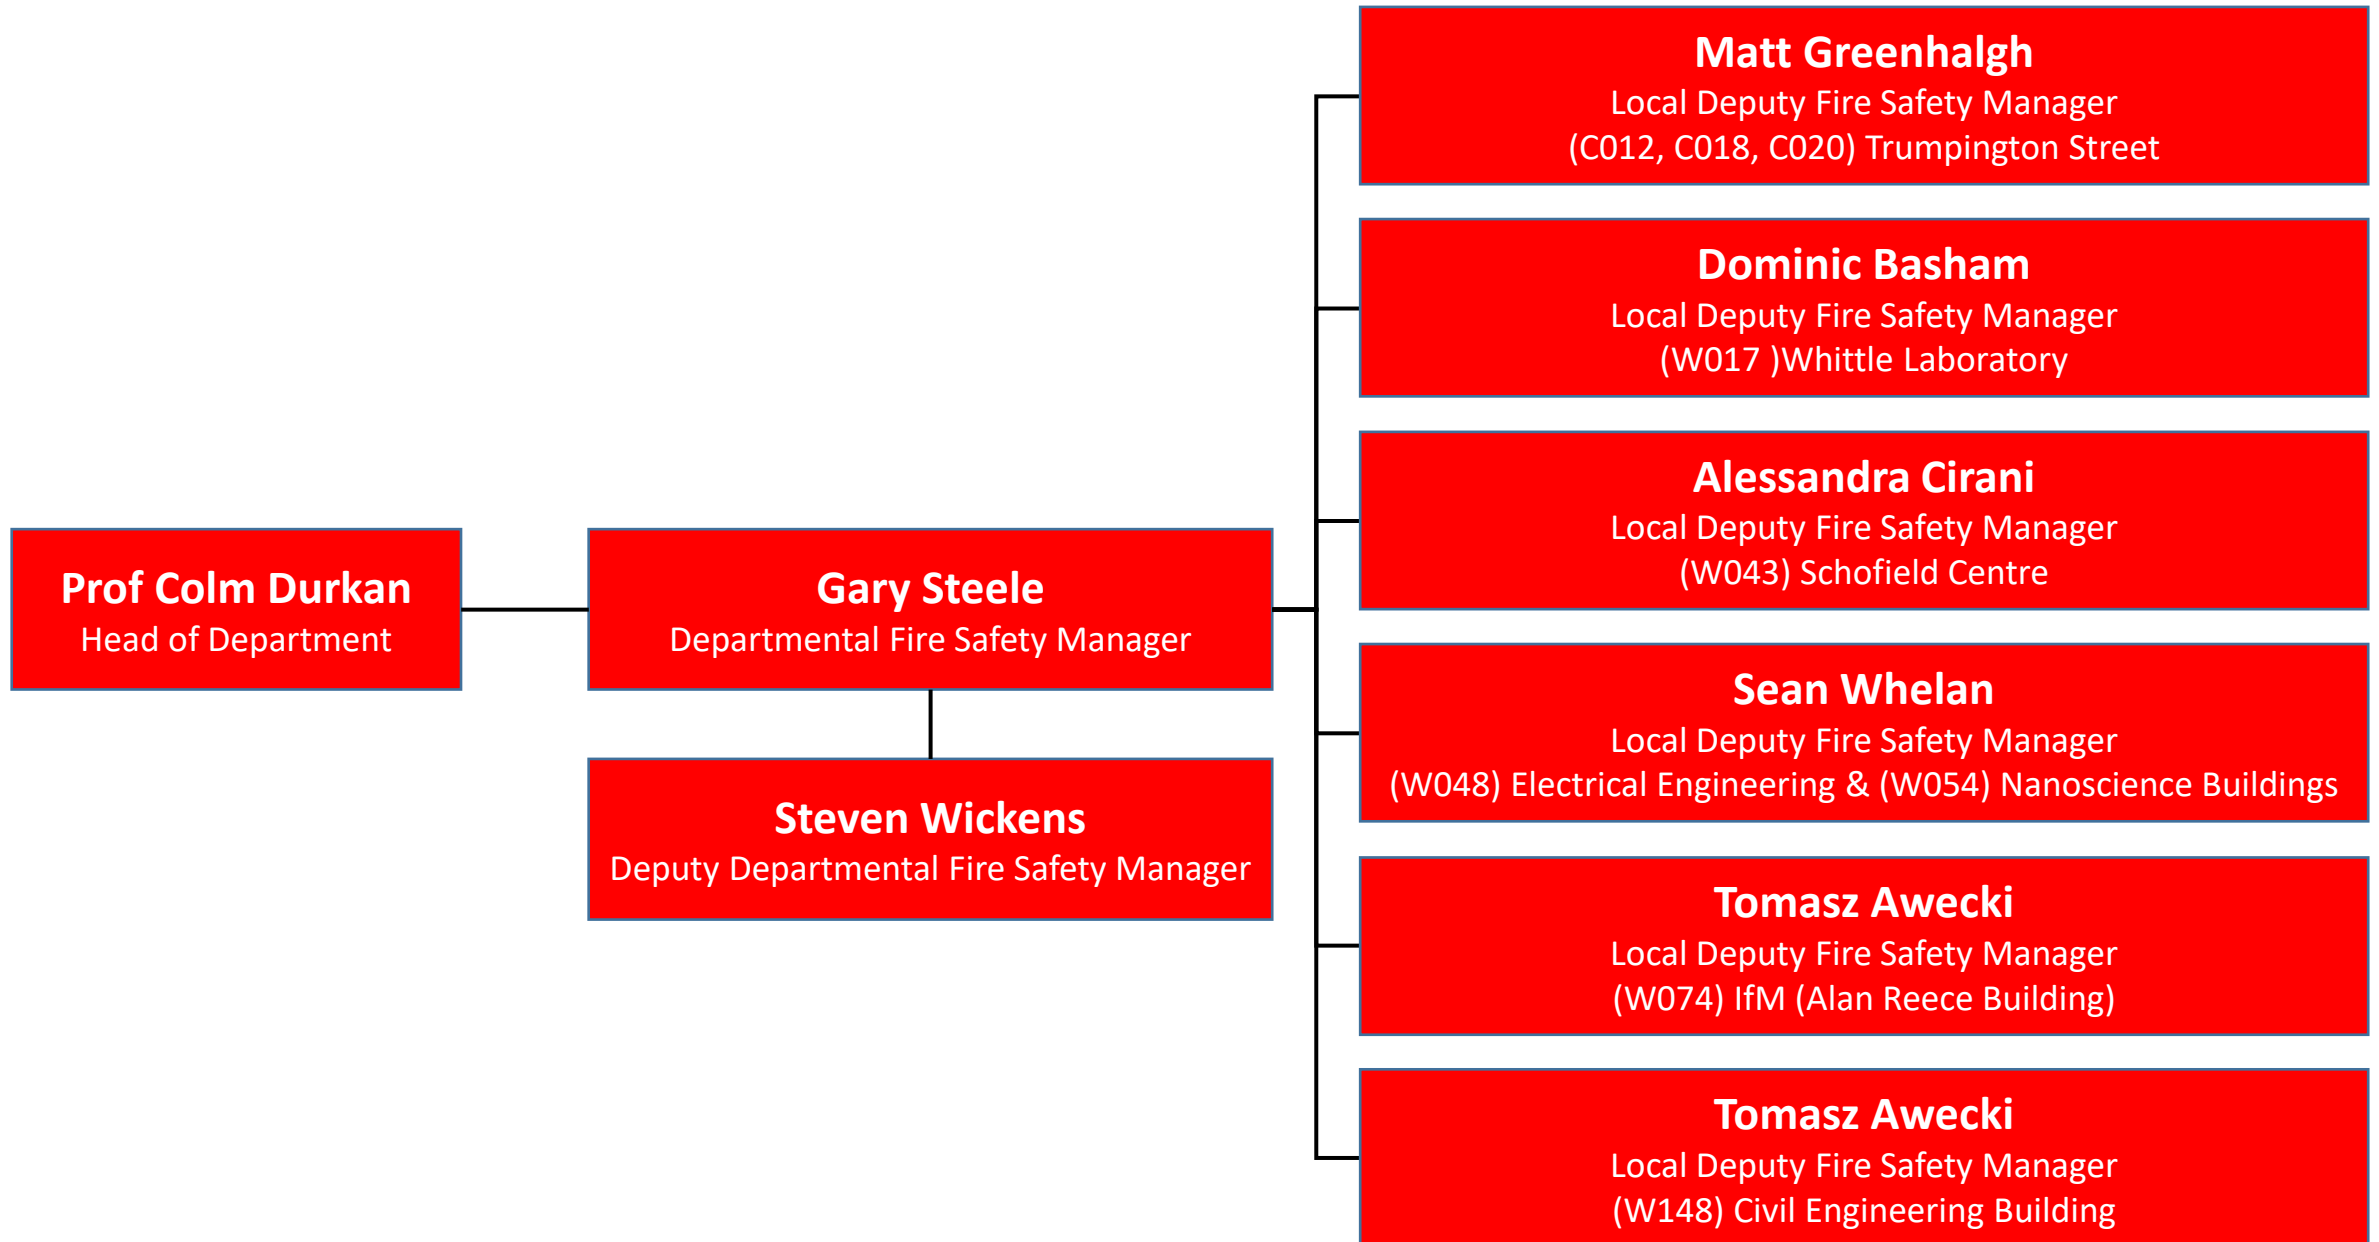 Prof Colm Durkan
Head of Department
Gary Steele
Departmental Fire Safety Manager
Steven Wickens
Deputy Departmental Fire Safety Manager
Matt Greenhalgh
Local Deputy Fire Safety Manager
(C012, C018, C020) Trumpington Street
Dominic Basham
Local Deputy Fire Safety Manager
(W017 )Whittle Laboratory
Alessandra Cirani
Local Deputy Fire Safety Manager
(W043) Schofield Centre
Sean Whelan
Local Deputy Fire Safety Manager
(W048) Electrical Engineering & (W054) Nanoscience Buildings
Tomasz Awecki
Local Deputy Fire Safety Manager
(W074) IfM (Alan Reece Building)
Tomasz Awecki
Local Deputy Fire Safety Manager
(W148) Civil Engineering Building